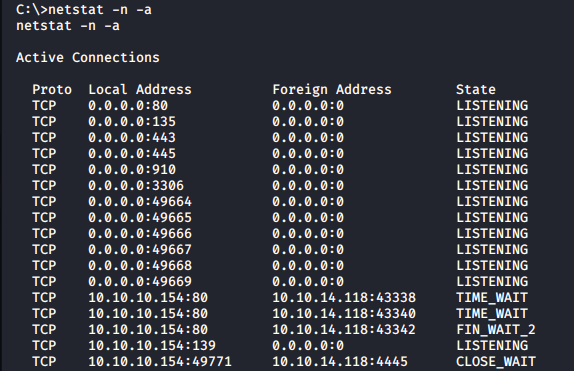 C:\>netstat -n -a
netstat -n -a
Active Connections
Proto Local Address Foreign Address State
TCP 0.0.0.0:80 0.0.0.0:0 LISTENING
TCP 0.0.0.0:135 0.0.0.0:0 LISTENING
TCP 0.0.0.0:443 0.0.0.0:0 LISTENING
TCP 0.0.0.0:445 0.0.0.0:0 LISTENING
TCP 0.0.0.0:910 0.0.0.0:0 LISTENING
TCP 0.0.0.0:3306 0.0.0.0:0 LISTENING
TCP 0.0.0.0:49664 0.0.0.0:0 LISTENING
TCP 0.0.0.0:49665 0.0.0.0:0 LISTENING
TCP 0.0.0.0:49666 0.0.0.0:0 LISTENING
TCP 0.0.0.0:49667 0.0.0.0:0 LISTENING
TCP 0.0.0.0:49668 0.0.0.0:0 LISTENING
TCP 0.0.0.0:49669 0.0.0.0:0 LISTENING
TCP 10.10.10.154:80 10.10.14.118:43338 TIME_WAIT
TCP 10.10.10.154:80 10.10.14.118:43340 TIME_WAIT
TCP 10.10.10.154:80 10.10.14.118:43342 FIN_WAIT_2
TCP 10.10.10.154:139 0.0.0.0:0 LISTENING
TCP 10.10.10.154:49771 10.10.14.118:4445 CLOSE_WAIT